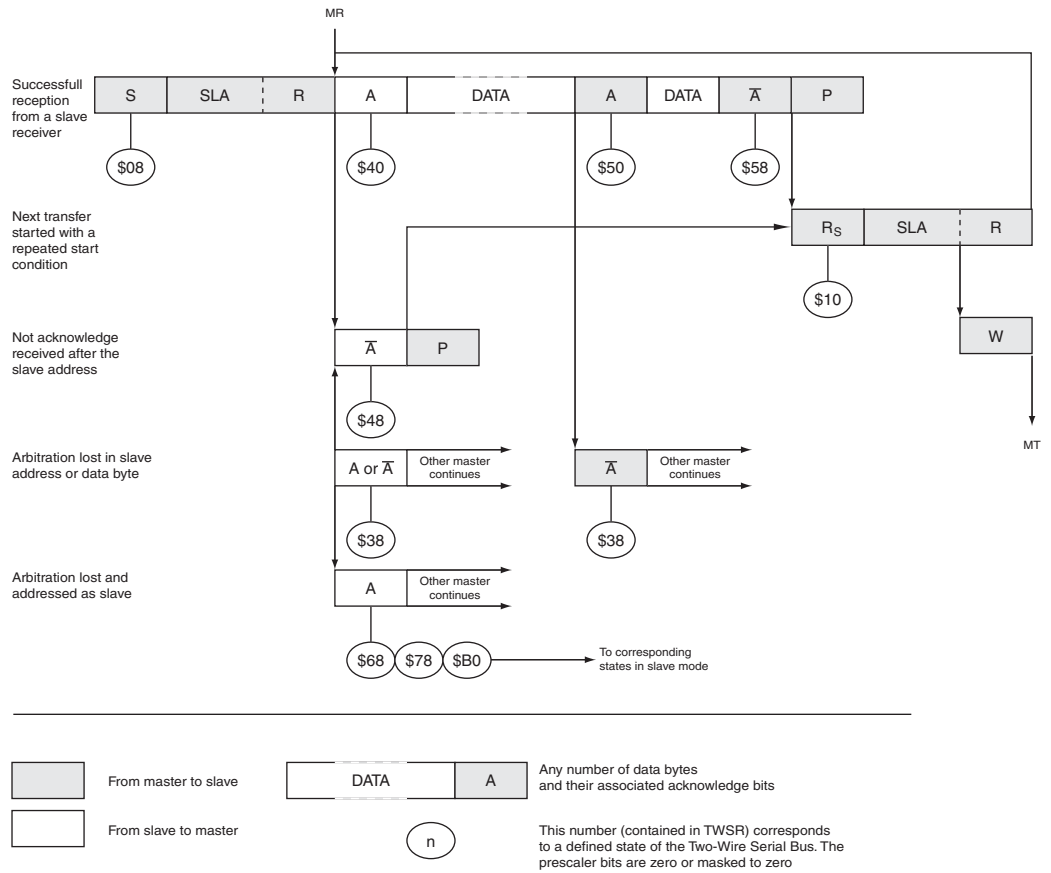 MR
Successfull
reception
from a slave
receiver
S SLA R A DATA A DATA A̅ P
$08 $40 $50 $58
Next transfer
started with a
repeated start
condition
RS SLA R
$10
W
MT
Not acknowledge
received after the
slave address
A̅ P
$48
Arbitration lost in slave
address or data byte
A or A̅ Other master
continues
A̅ Other master
continues
$38 $38
Arbitration lost and
addressed as slave
A Other master
continues
$68 $78 $B0 To corresponding
states in slave mode
From master to slave
DATA A
Any number of data bytes
and their associated acknowledge bits
From slave to master
n
This number (contained in TWSR) corresponds
to a defined state of the Two-Wire Serial Bus. The
prescaler bits are zero or masked to zero